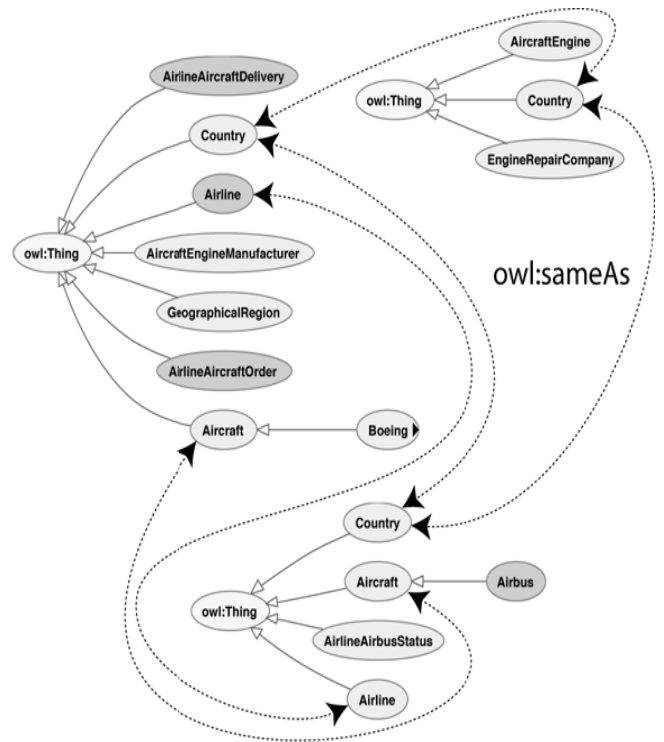 AircraftEngine
owl:Thing
Country
EngineRepairCompany
AirlineAircraftDelivery
Country
Airline
owl:Thing
AircraftEngineManufacturer
GeographicalRegion
AirlineAircraftOrder
Aircraft
Boeing
owl:sameAs
Country
Aircraft
Airbus
owl:Thing
AirlineAirbusStatus
Airline